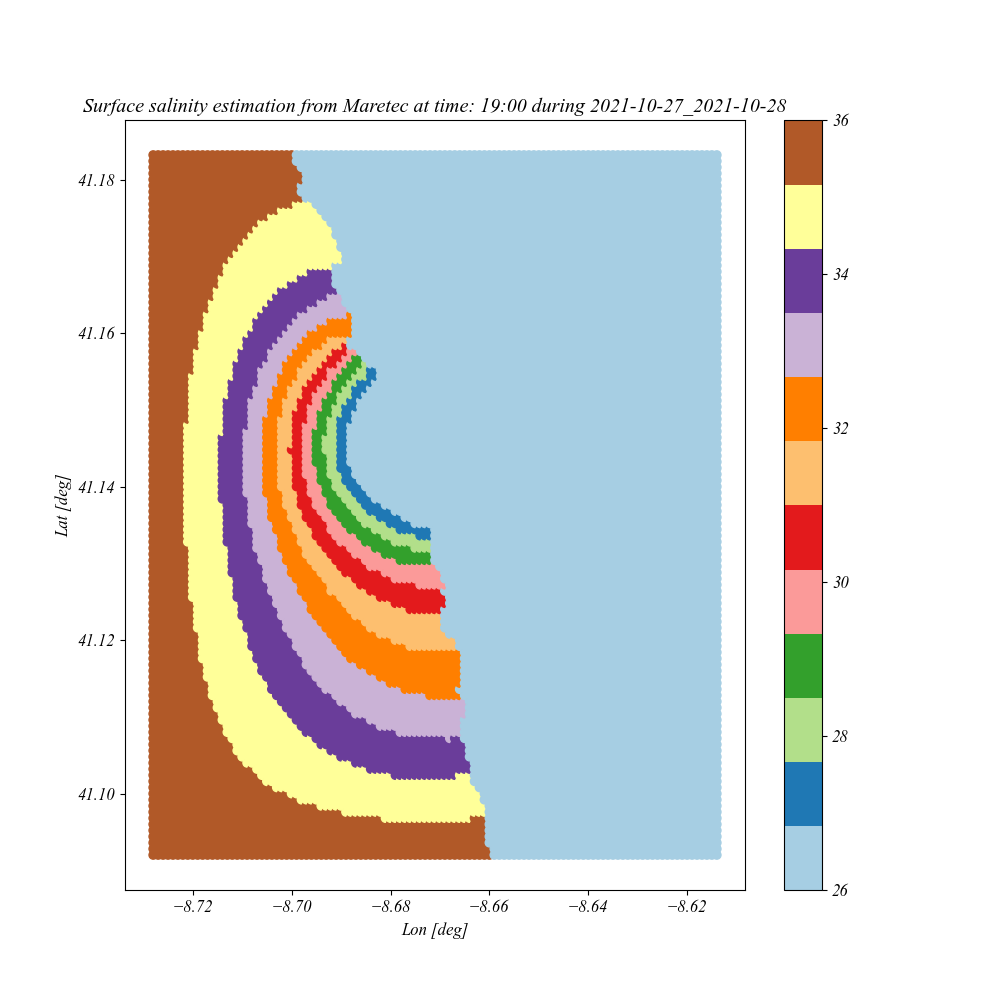 Surface salinity estimation from Maretec at time: 19:00 during 2021-10-27_2021-10-28
36
41.18
34
41.16
32
Lat [deg]
41.14
30
41.12
28
41.10
26
−8.72 −8.70 −8.68 −8.66 −8.64 −8.62
Lon [deg]